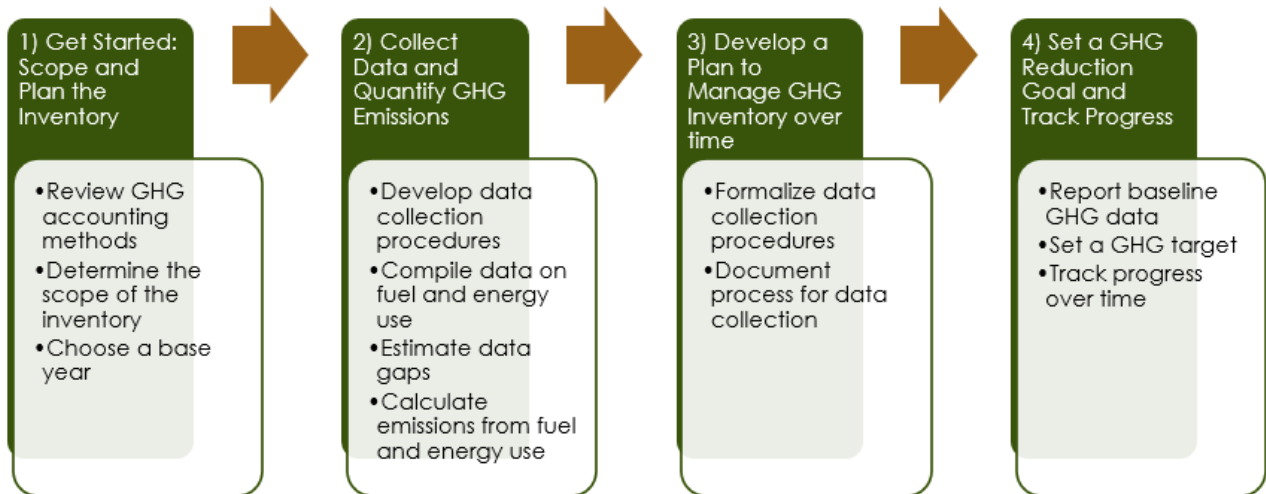 1) Get Started:
Scope and
Plan the
Inventory
•Review GHG
accounting
methods
•Determine the
scope of the
inventory
•Choose a base
year
2) Collect
Data and
Quantify GHG
Emissions
•Develop data
collection
procedures
•Compile data on
fuel and energy
use
•Estimate data
gaps
•Calculate
emissions from fuel
and energy use
3) Develop a
Plan to
Manage GHG
Inventory over
time
•Formalize data
collection
procedures
•Document
process for data
collection
4) Set a GHG
Reduction
Goal and
Track Progress
•Report baseline
GHG data
•Set a GHG target
•Track progress
over time